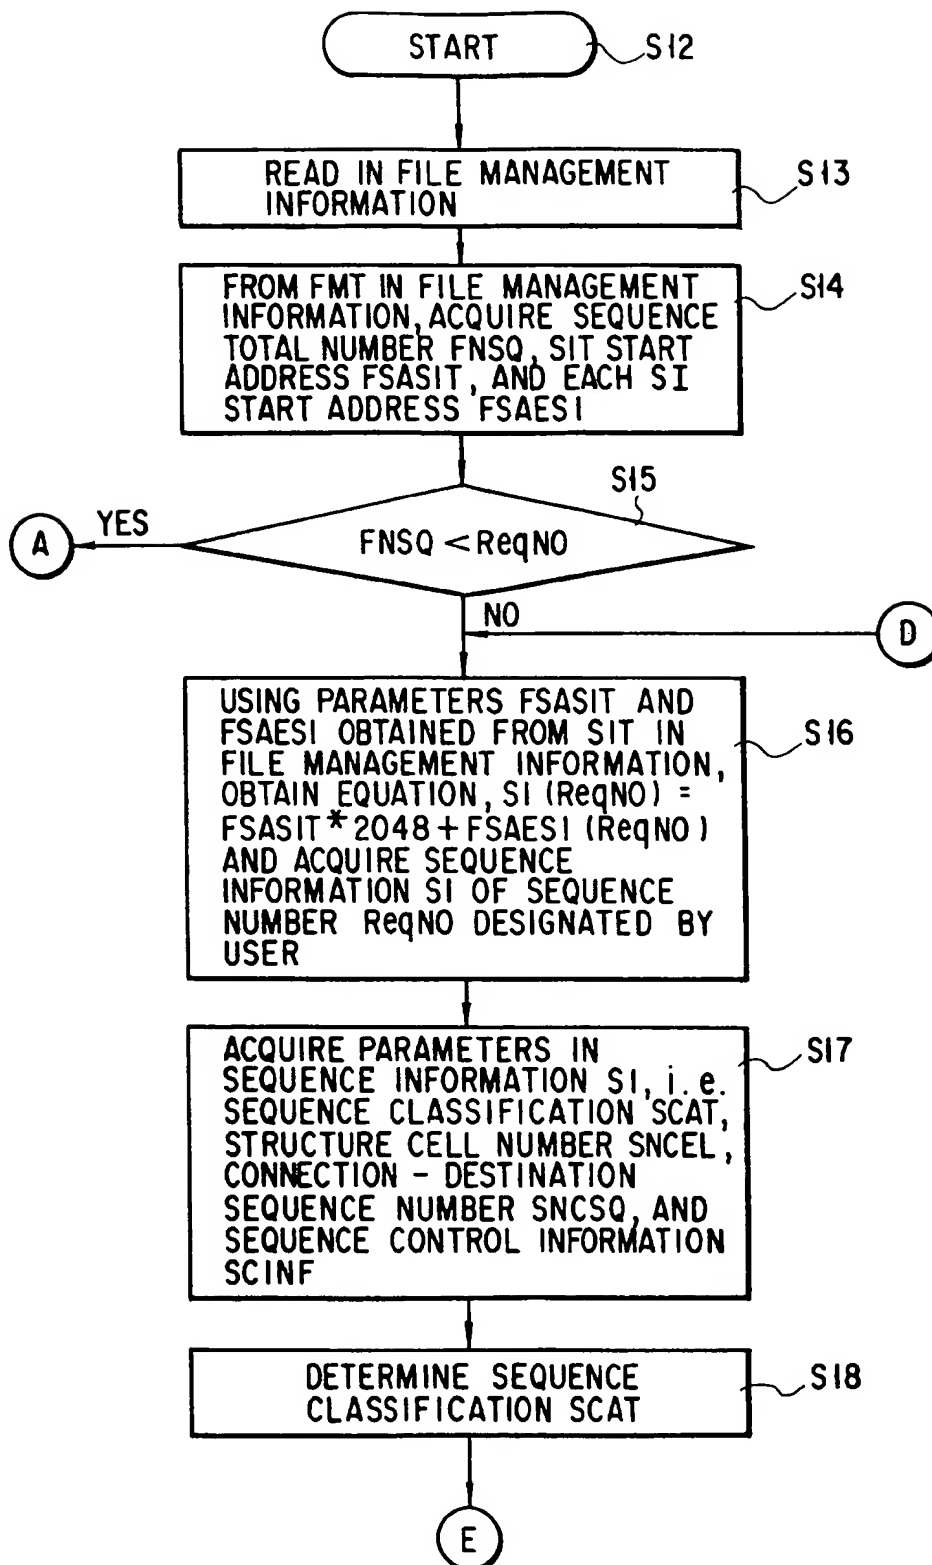 START
S12
READ IN FILE MANAGEMENT
INFORMATION
S13
FROM FMT IN FILE MANAGEMENT
INFORMATION, ACQUIRE SEQUENCE
TOTAL NUMBER FNSQ, SIT START
ADDRESS FSASIT, AND EACH SI
START ADDRESS FSAESI
S14
S15
A
YES
FNSQ < ReqNO
NO
D
USING PARAMETERS FSASIT AND
FSAESI OBTAINED FROM SIT IN
FILE MANAGEMENT INFORMATION,
OBTAIN EQUATION, SI (ReqNO) =
FSASIT * 2048 + FSAESI (ReqNO)
AND ACQUIRE SEQUENCE
INFORMATION SI OF SEQUENCE
NUMBER ReqNO DESIGNATED BY
USER
S16
ACQUIRE PARAMETERS IN
SEQUENCE INFORMATION SI, i.e.
SEQUENCE CLASSIFICATION SCAT,
STRUCTURE CELL NUMBER SNCEL,
CONNECTION - DESTINATION
SEQUENCE NUMBER SNCSQ, AND
SEQUENCE CONTROL INFORMATION
SCINF
S17
DETERMINE SEQUENCE
CLASSIFICATION SCAT
S18
E